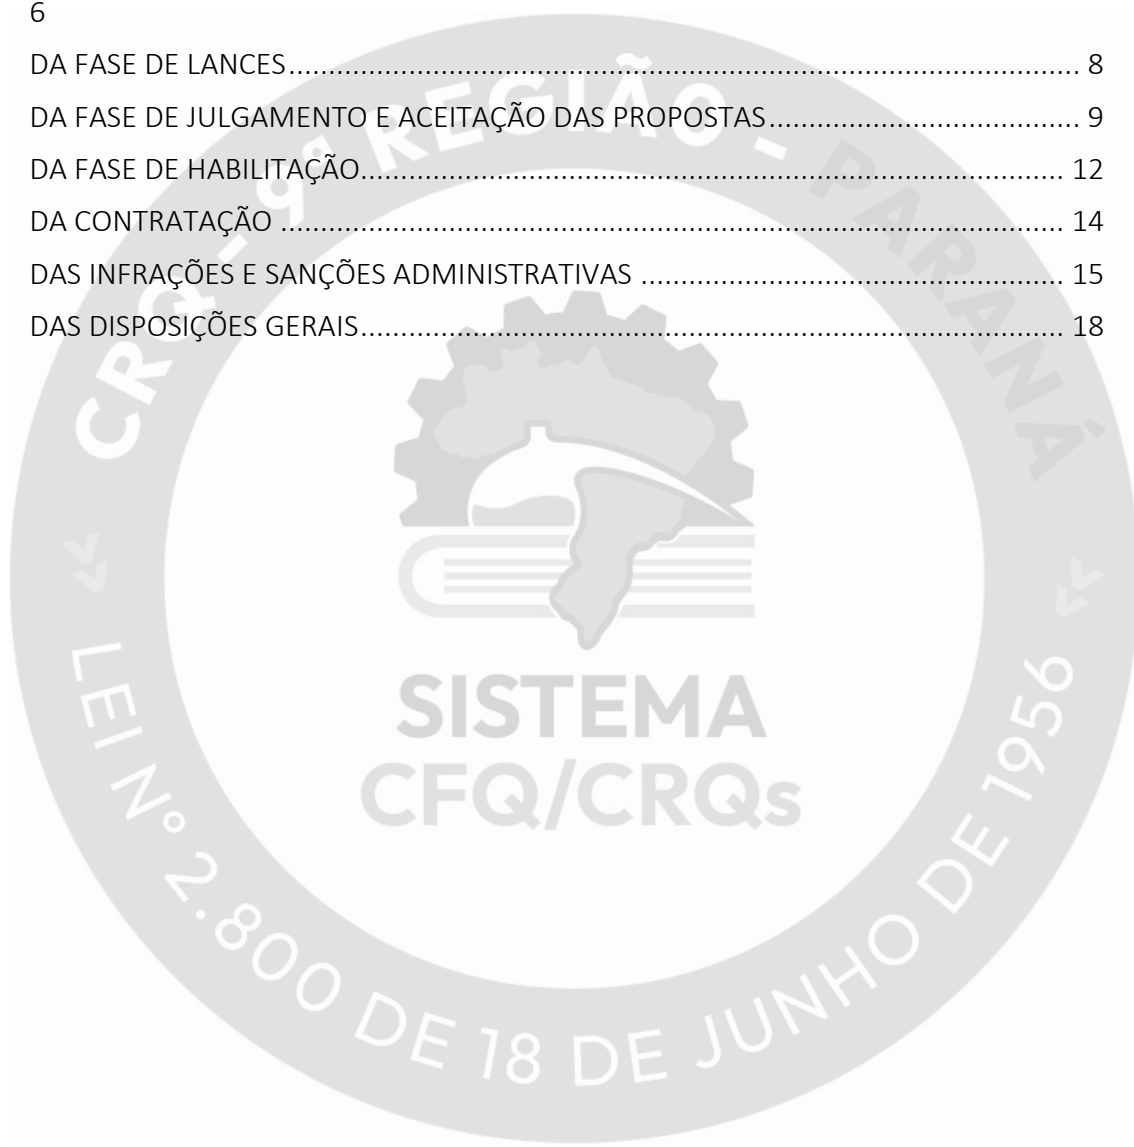 6
DA FASE DE LANCES................................................................................................. 8
DA FASE DE JULGAMENTO E ACEITAÇÃO DAS PROPOSTAS...................................... 9
DA FASE DE HABILITAÇÃO...................................................................................... 12
DA CONTRATAÇÃO ................................................................................................ 14
DAS INFRAÇÕES E SANÇÕES ADMINISTRATIVAS .................................................... 15
DAS DISPOSIÇÕES GERAIS...................................................................................... 18
CRQ - 9ª REGIÃO - PARANÁ
SISTEMA
CFQ/CRQs
LEI Nº 2.800 DE 18 DE JUNHO DE 1956